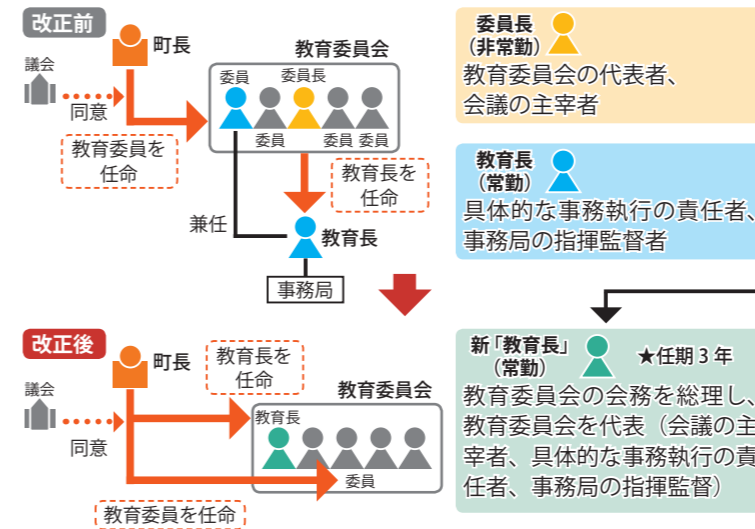 改正前
町長
議会
同意
教育委員を
任命
教育委員会
委員
委員長
委員
委員
委員
教育長を
任命
兼任
教育長
事務局
委員長
(非常勤)
教育委員会の代表者、
会議の主宰者
教育長
(常勤)
具体的な事務執行の責任者、
事務局の指揮監督者
改正後
町長
議会
同意
教育長を
任命
教育委員を任命
教育委員会
教育長
委員
新「教育長」
(常勤)
★任期3年
教育委員会の会務を総理し、
教育委員会を代表(会議の主
宰者、具体的な事務執行の責
任者、事務局の指揮監督)